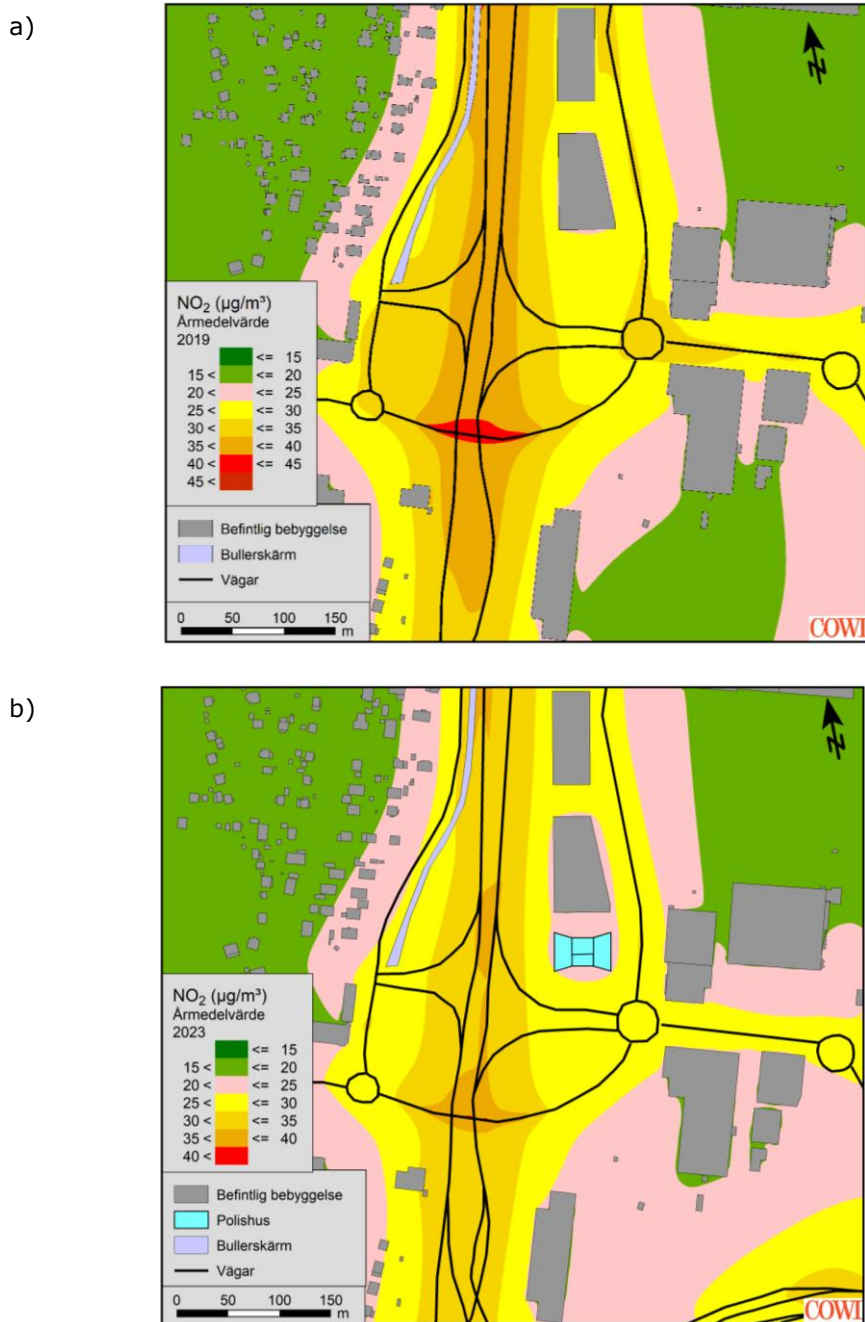 a)
N
NO2 (µg/m³)
Årmedelvärde
2019
<= 15
15 < <= 20
20 < <= 25
25 < <= 30
30 < <= 35
35 < <= 40
40 < <= 45
45 <
Befintlig bebyggelse
Bullerskärm
Vägar
0 50 100 150
m
COWI
b)
N
NO2 (µg/m³)
Årmedelvärde
2023
<= 15
15 < <= 20
20 < <= 25
25 < <= 30
30 < <= 35
35 < <= 40
40 <
Befintlig bebyggelse
Polishus
Bullerskärm
Vägar
0 50 100 150
m
COWI